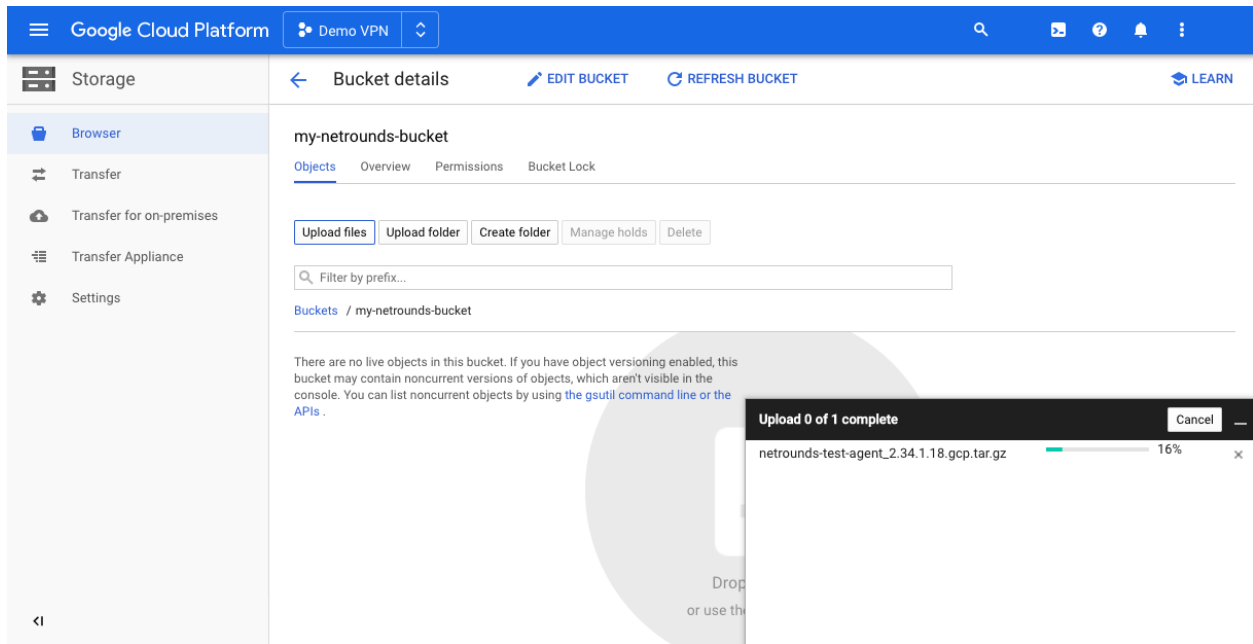 Google Cloud Platform Demo VPN
Storage
Bucket details EDIT BUCKET REFRESH BUCKET LEARN
Browser
Transfer
Transfer for on-premises
Transfer Appliance
Settings
my-netrounds-bucket
Objects Overview Permissions Bucket Lock
Upload files Upload folder Create folder Manage holds Delete
Filter by prefix...
Buckets / my-netrounds-bucket
There are no live objects in this bucket. If you have object versioning enabled, this
bucket may contain noncurrent versions of objects, which aren't visible in the
console. You can list noncurrent objects by using the gsutil command line or the
APIs .
Drop
or use the
Upload 0 of 1 complete Cancel
netrounds-test-agent_2.34.1.18.gcp.tar.gz 16%